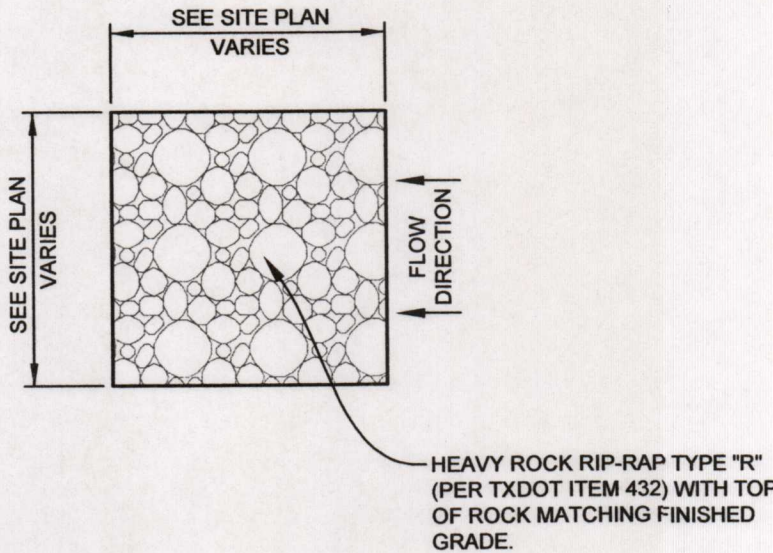 SEE SITE PLAN
VARIES
SEE SITE PLAN
VARIES
FLOW
DIRECTION
HEAVY ROCK RIP-RAP TYPE "R"
(PER TXDOT ITEM 432) WITH TOP
OF ROCK MATCHING FINISHED
GRADE.